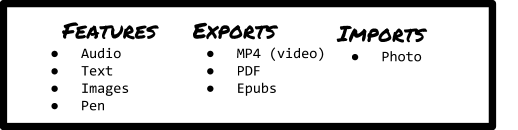 Features
● Audio
● Text
● Images
● Pen
Exports
● MP4 (video)
● PDF
● Epubs
Imports
● Photo